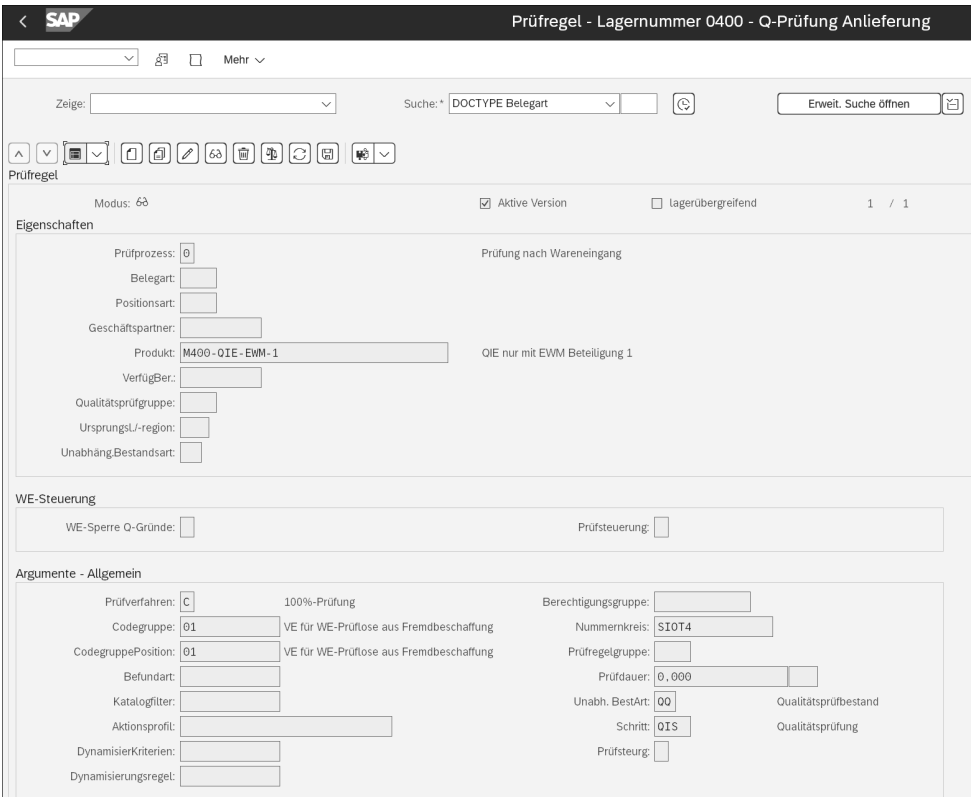 SAP Prüfregel - Lagernummer 0400 - Q-Prüfung Anlieferung
Mehr
Zeige: Suche:* DOCTYPE Belegart Erweit. Suche öffnen
Prüfregel
Modus: Aktive Version lagerübergreifend 1 / 1
Eigenschaften
Prüfprozess: 0 Prüfung nach Wareneingang
Belegart:
Positionsart:
Geschäftspartner:
Produkt: M400-QIE-EWM-1 QIE nur mit EWM Beteiligung 1
VerfügBer.:
Qualitätsprüfgruppe:
Ursprungsl./-region:
Unabhäng.Bestandsart:
WE-Steuerung
WE-Sperre Q-Gründe: Prüfsteuerung:
Argumente - Allgemein
Prüfverfahren: C 100%-Prüfung Berechtigungsgruppe:
Codegruppe: 01 VE für WE-Prüflose aus Fremdbeschaffung Nummernkreis: SIOT4
CodegruppePosition: 01 VE für WE-Prüflose aus Fremdbeschaffung Prüfregelgruppe:
Befundart: Prüfdauer: 0,000
Katalogfilter: Unabh. BestArt: QQ Qualitätsprüfbestand
Aktionsprofil: Schritt: QIS Qualitätsprüfung
DynamisierKriterien: Prüfsteurg:
Dynamisierungsregel: